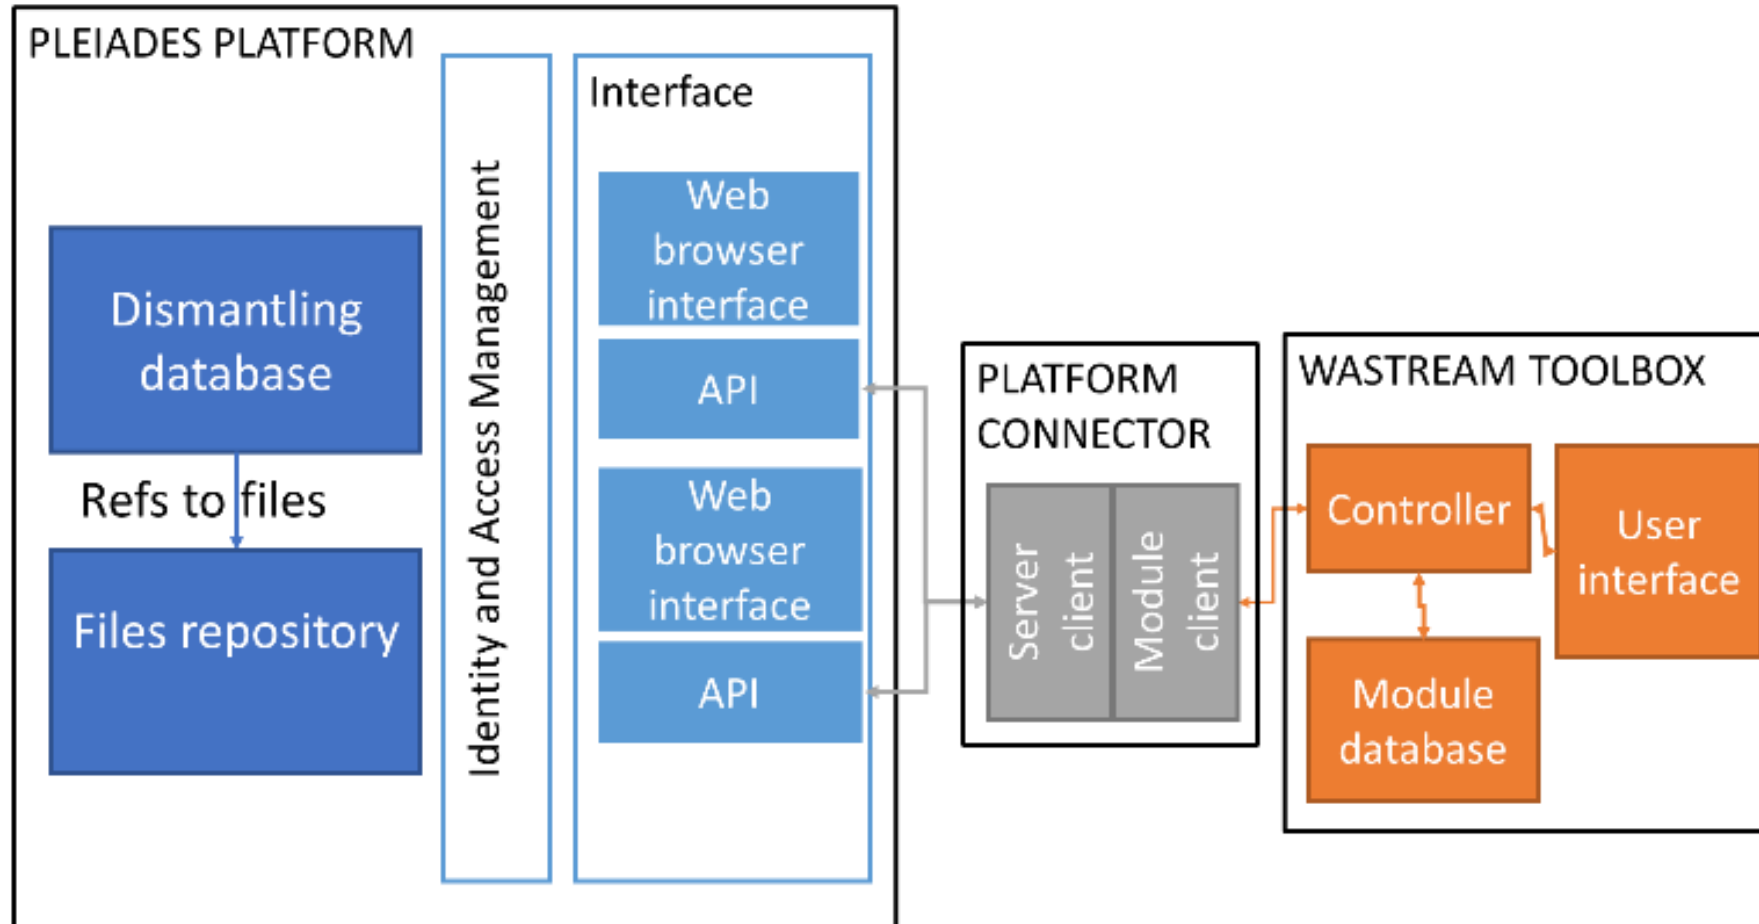 PLEIADES PLATFORM
Dismantling
database
Refs to files
Files repository
Identity and Access Management
Interface
Web
browser
interface
API
Web
browser
interface
API
PLATFORM
CONNECTOR
Server
client
Module
client
WASTREAM TOOLBOX
Controller
User
interface
Module
database